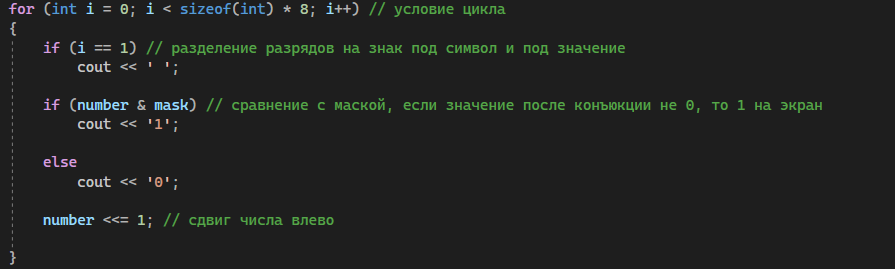 for (int i = 0; i < sizeof(int) * 8; i++) // условие цикла
{
if (i == 1) // разделение разрядов на знак под символ и под значение
cout << ' ';
if (number & mask) // сравнение с маской, если значение после конъюкции не 0, то 1 на экран
cout << '1';
else
cout << '0';
number <<= 1; // сдвиг числа влево
}